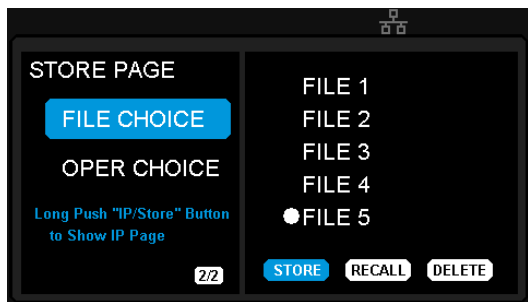 STORE PAGE
FILE CHOICE
OPER CHOICE
Long Push "IP/Store" Button
to Show IP Page
2/2
FILE 1
FILE 2
FILE 3
FILE 4
FILE 5
STORE RECALL DELETE